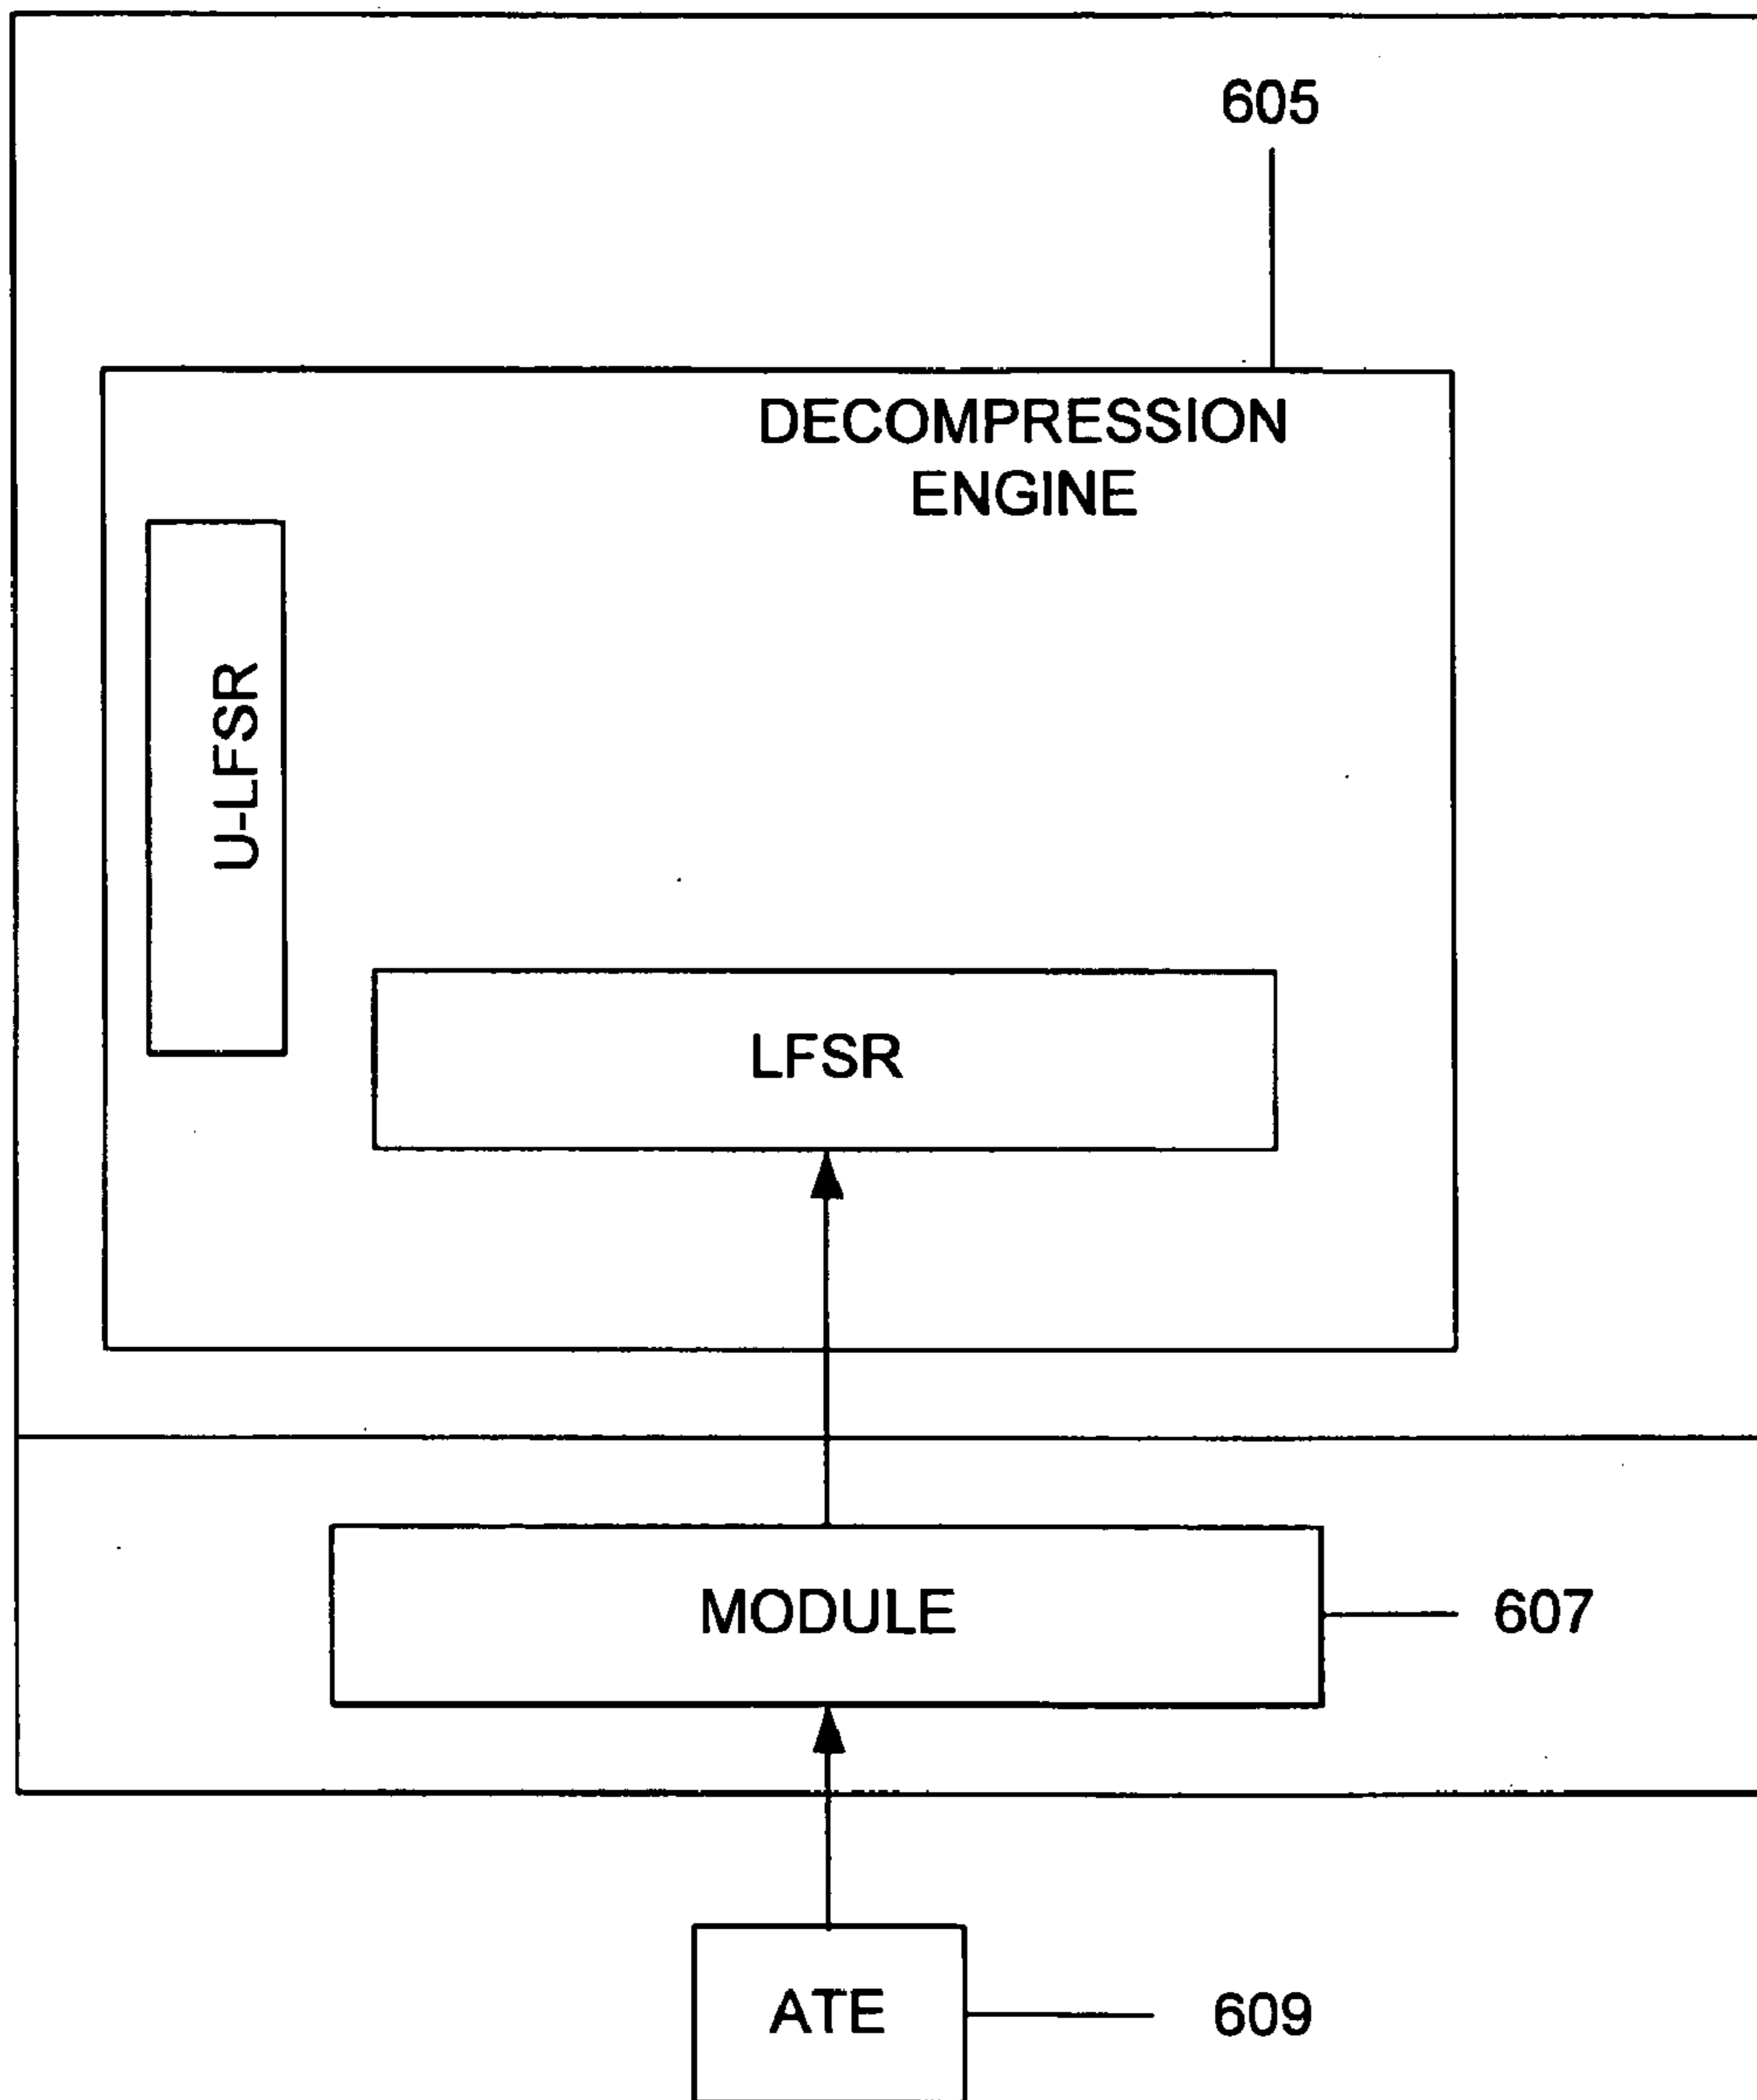 605
DECOMPRESSION
ENGINE
U-LFSR
LFSR
MODULE
607
ATE
609